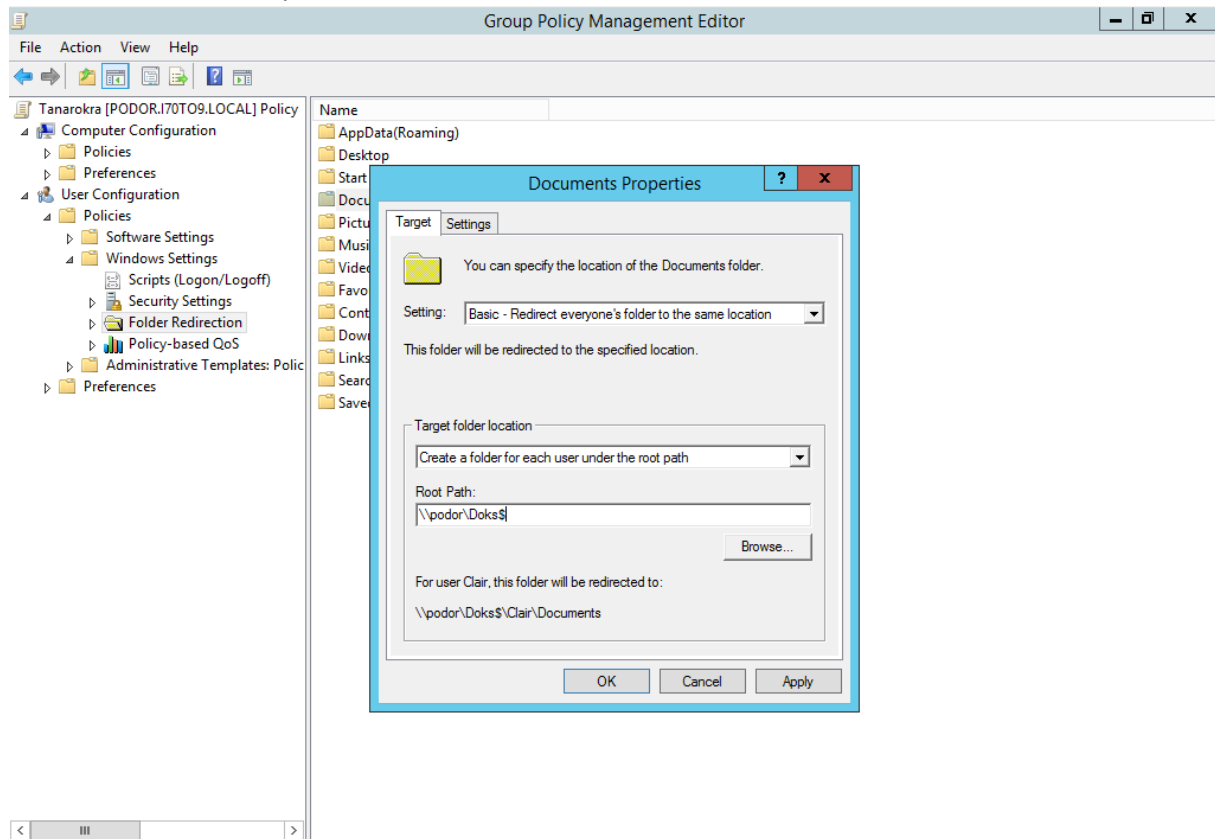 Group Policy Management Editor
File Action View Help
Tanarokra [PODOR.I70TO9.LOCAL] Policy
Computer Configuration
Policies
Preferences
User Configuration
Policies
Software Settings
Windows Settings
Scripts (Logon/Logoff)
Security Settings
Folder Redirection
Policy-based QoS
Administrative Templates: Polic
Preferences
Name
AppData(Roaming)
Desktop
Start
Docu
Pictu
Musi
Video
Favo
Cont
Down
Links
Searc
Saved
Documents Properties
Target Settings
You can specify the location of the Documents folder.
Setting: Basic - Redirect everyone's folder to the same location
This folder will be redirected to the specified location.
Target folder location
Create a folder for each user under the root path
Root Path:
\\podor\Doks$
Browse...
For user Clair, this folder will be redirected to:
\\podor\Doks$\Clair\Documents
OK Cancel Apply